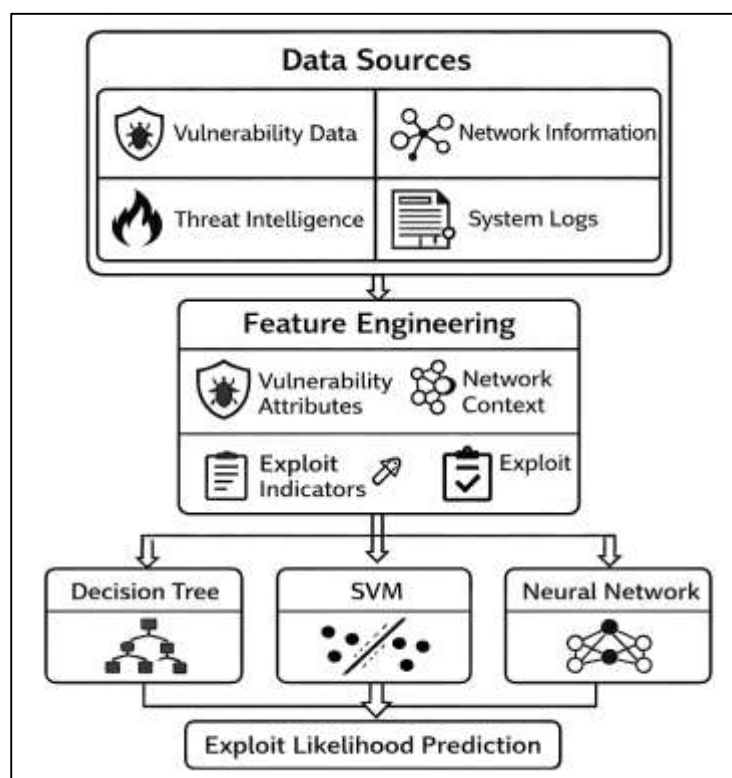 Data Sources
Vulnerability Data
Network Information
Threat Intelligence
System Logs
Feature Engineering
Vulnerability
Attributes
Network
Context
Exploit
Indicators
Exploit
Decision Tree
SVM
Neural Network
Exploit Likelihood Prediction